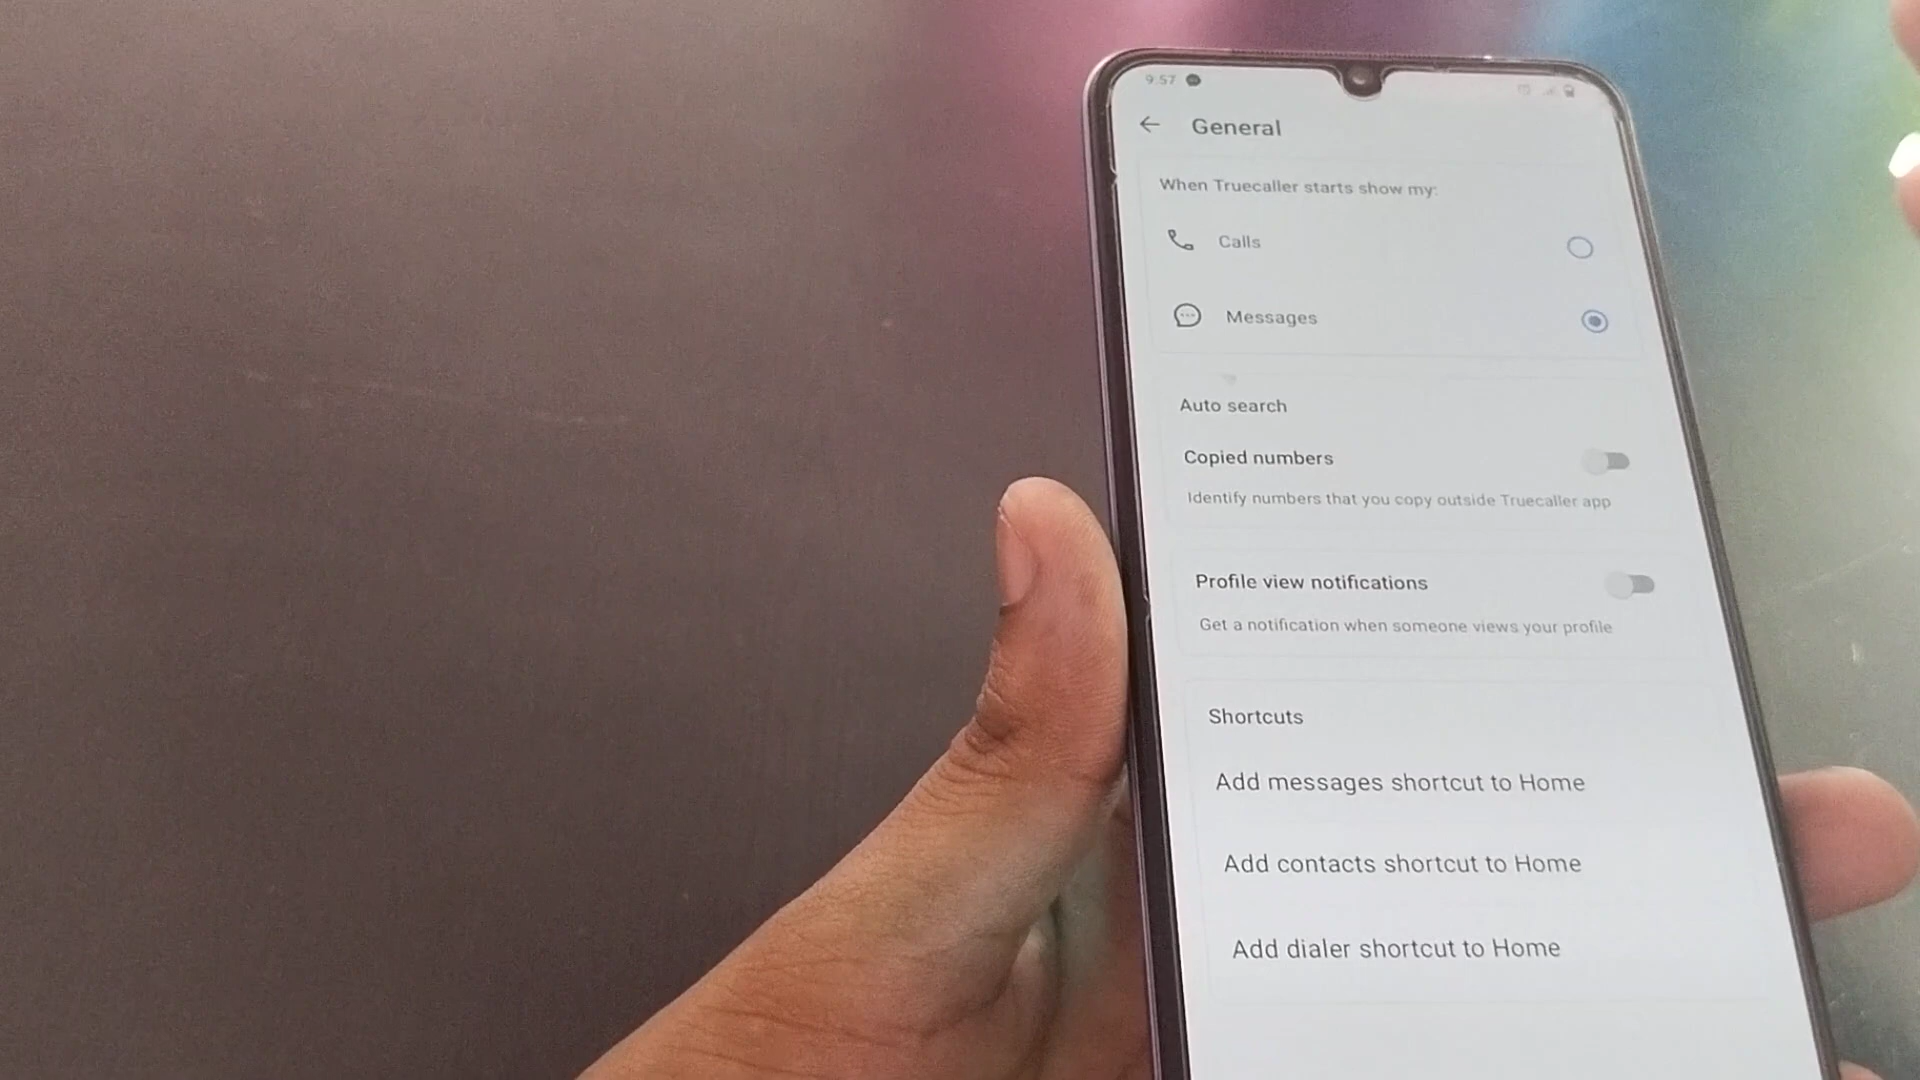 9:57
General
When Truecaller starts show my:
Calls
Messages
Auto search
Copied numbers
Identify numbers that you copy outside Truecaller app
Profile view notifications
Get a notification when someone views your profile
Shortcuts
Add messages shortcut to Home
Add contacts shortcut to Home
Add dialer shortcut to Home